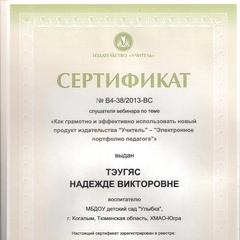 ИЗДАТЕЛЬСТВО «УЧИТЕЛЬ»
СЕРТИФИКАТ
№ В4-38/2013-ВС
слушателя вебинара по теме
«Как грамотно и эффективно использовать новый
продукт издательства "Учитель" – "Электронное
портфолио педагога"»
выдан
ТЭУГЯС
НАДЕЖДЕ ВИКТОРОВНЕ
воспитателю
МБДОУ детский сад "Улыбка",
г. Когалым, Тюменская область, ХМАО-Югра
Настоящий сертификат зарегистрирован в реестре: